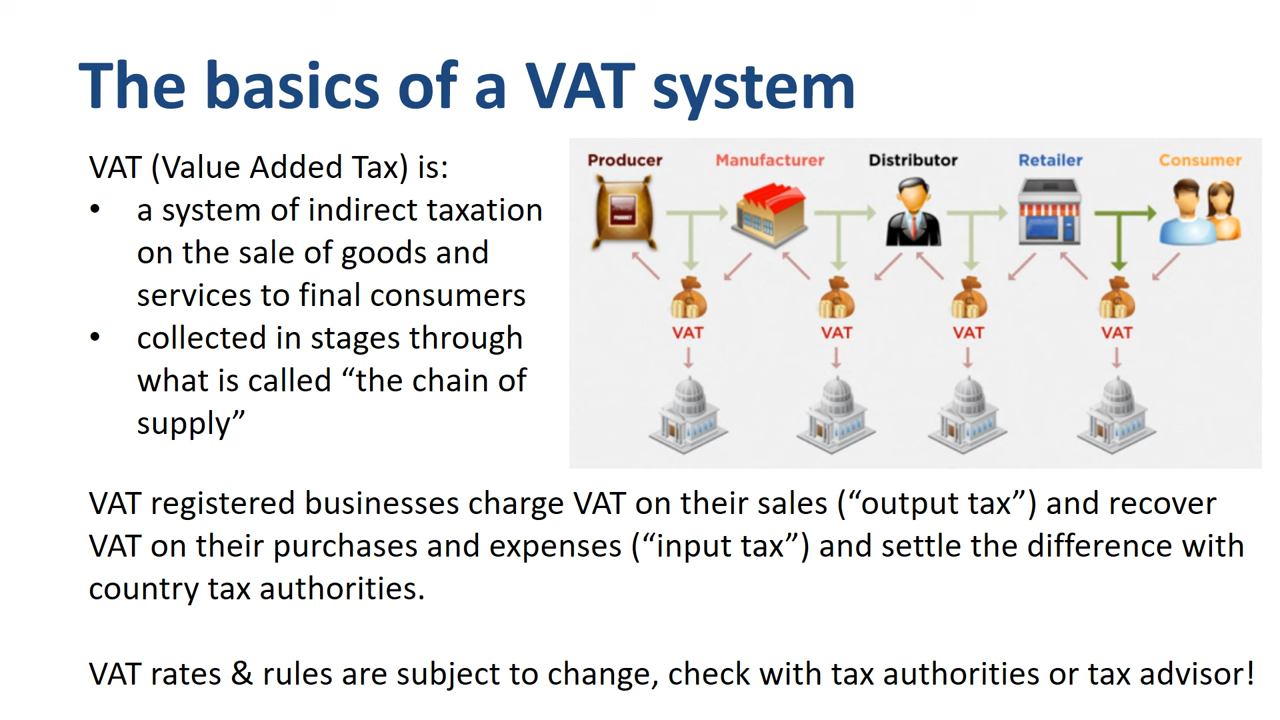 The basics of a VAT system
VAT (Value Added Tax) is:
• a system of indirect taxation
on the sale of goods and
services to final consumers
• collected in stages through
what is called “the chain of
supply”
Producer Manufacturer Distributor Retailer Consumer
PRODUCT
VAT VAT VAT VAT
VAT registered businesses charge VAT on their sales (“output tax”) and recover
VAT on their purchases and expenses (“input tax”) and settle the difference with
country tax authorities.
VAT rates & rules are subject to change, check with tax authorities or tax advisor!